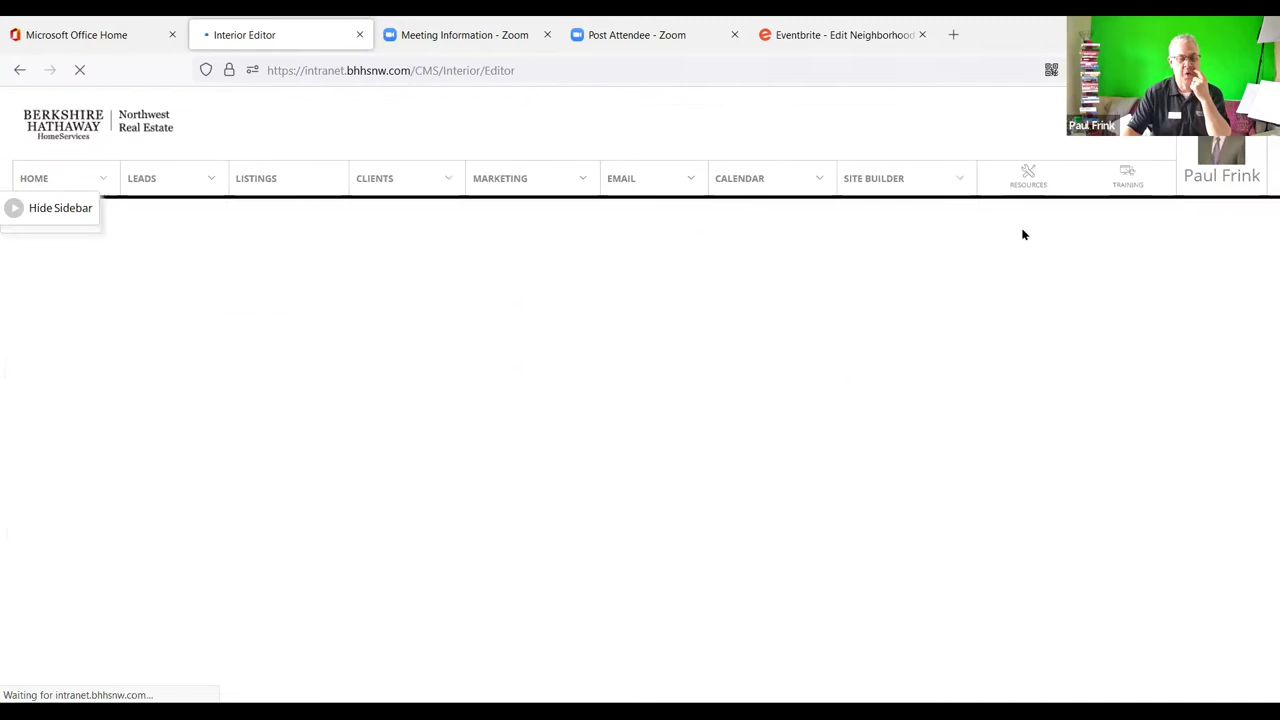 Microsoft Office Home
Interior Editor
Meeting Information - Zoom
Post Attendee - Zoom
Eventbrite - Edit Neighborhood
https://intranet.bhhsnw.com/CMS/Interior/Editor
Paul Frink
BERKSHIRE
HATHAWAY
HomeServices
Northwest
Real Estate
HOME
LEADS
LISTINGS
CLIENTS
MARKETING
EMAIL
CALENDAR
SITE BUILDER
RESOURCES
TRAINING
Paul Frink
Hide Sidebar
Waiting for intranet.bhhsnw.com...